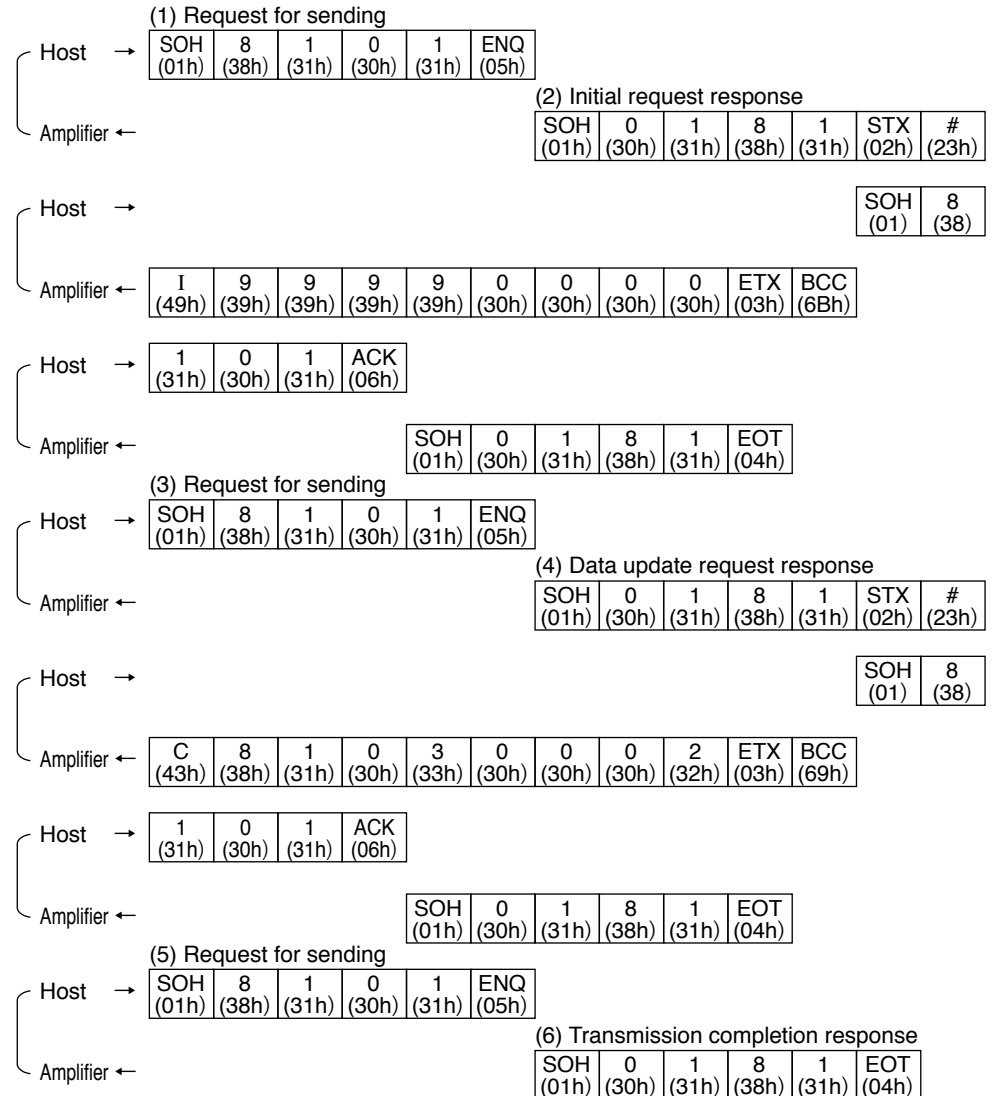 (1) Request for sending
Host → SOH 8 1 0 1 ENQ
(01h) (38h) (31h) (30h) (31h) (05h)
(2) Initial request response
Amplifier ← SOH 0 1 8 1 STX #
(01h) (30h) (31h) (38h) (31h) (02h) (23h)
Host → SOH 8
(01) (38)
Amplifier ← I 9 9 9 9 0 0 0 0 ETX BCC
(49h) (39h) (39h) (39h) (39h) (30h) (30h) (30h) (30h) (03h) (6Bh)
Host → 1 0 1 ACK
(31h) (30h) (31h) (06h)
Amplifier ← SOH 0 1 8 1 EOT
(01h) (30h) (31h) (38h) (31h) (04h)
(3) Request for sending
Host → SOH 8 1 0 1 ENQ
(01h) (38h) (31h) (30h) (31h) (05h)
(4) Data update request response
Amplifier ← SOH 0 1 8 1 STX #
(01h) (30h) (31h) (38h) (31h) (02h) (23h)
Host → SOH 8
(01) (38)
Amplifier ← C 8 1 0 3 0 0 0 2 ETX BCC
(43h) (38h) (31h) (30h) (33h) (30h) (30h) (30h) (32h) (03h) (69h)
Host → 1 0 1 ACK
(31h) (30h) (31h) (06h)
Amplifier ← SOH 0 1 8 1 EOT
(01h) (30h) (31h) (38h) (31h) (04h)
(5) Request for sending
Host → SOH 8 1 0 1 ENQ
(01h) (38h) (31h) (30h) (31h) (05h)
(6) Transmission completion response
Amplifier ← SOH 0 1 8 1 EOT
(01h) (30h) (31h) (38h) (31h) (04h)